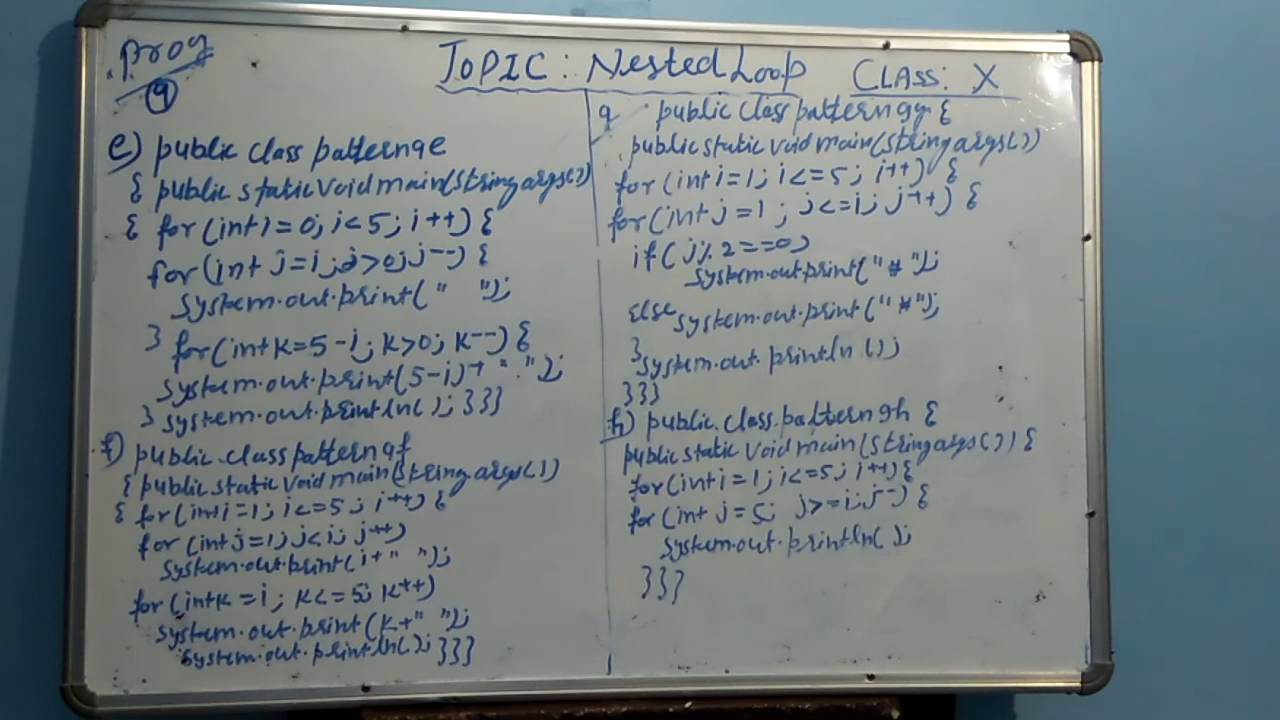 Prog
9
TOPIC: Nested Loop CLASS: X
e) public class pattern9e
{ public static void main(String args[])
{ for(int i=0; i<5; i++) {
for(int j=i; j>0; j--) {
System.out.print(" ");
} for(int k=5-i; k>0; k--) {
System.out.print(5-i)+ " ");
} System.out.println(); }}}
f) public class pattern9f
{ public static void main(String args[])
{ for(int i=1; i<=5; i++) {
for(int j=1; j<i; j++)
System.out.print(i+" ");
for(int k=i; k<=5; k++)
System.out.print(k+" ");
System.out.println(); }}}
g public class pattern9g {
public static void main(String args[])
for(int i=1; i<=5; i++) {
for(int j=1; j<=i; j++) {
if(j%2==0)
System.out.print("#");
else System.out.print("*");
} System.out.println();
}}}
h) public class pattern9h {
public static void main(String args[]) {
for(int i=1; i<=5; i++) {
for(int j=5; j>=i; j--) {
System.out.println();
}}}